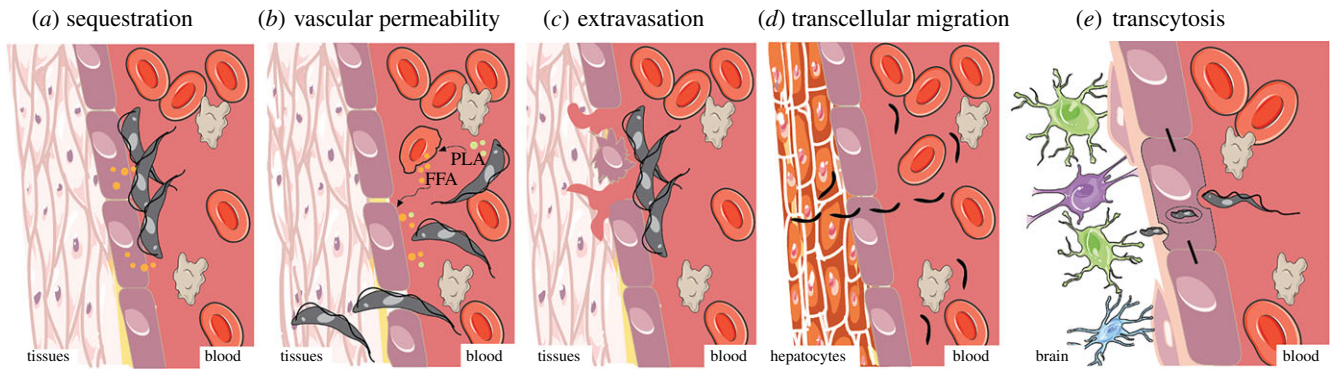 (a) sequestration
(b) vascular permeability
(c) extravasation
(d) transcellular migration
(e) transcytosis
PLA
FFA
tissues
blood
tissues
blood
tissues
blood
hepatocytes
blood
brain
blood